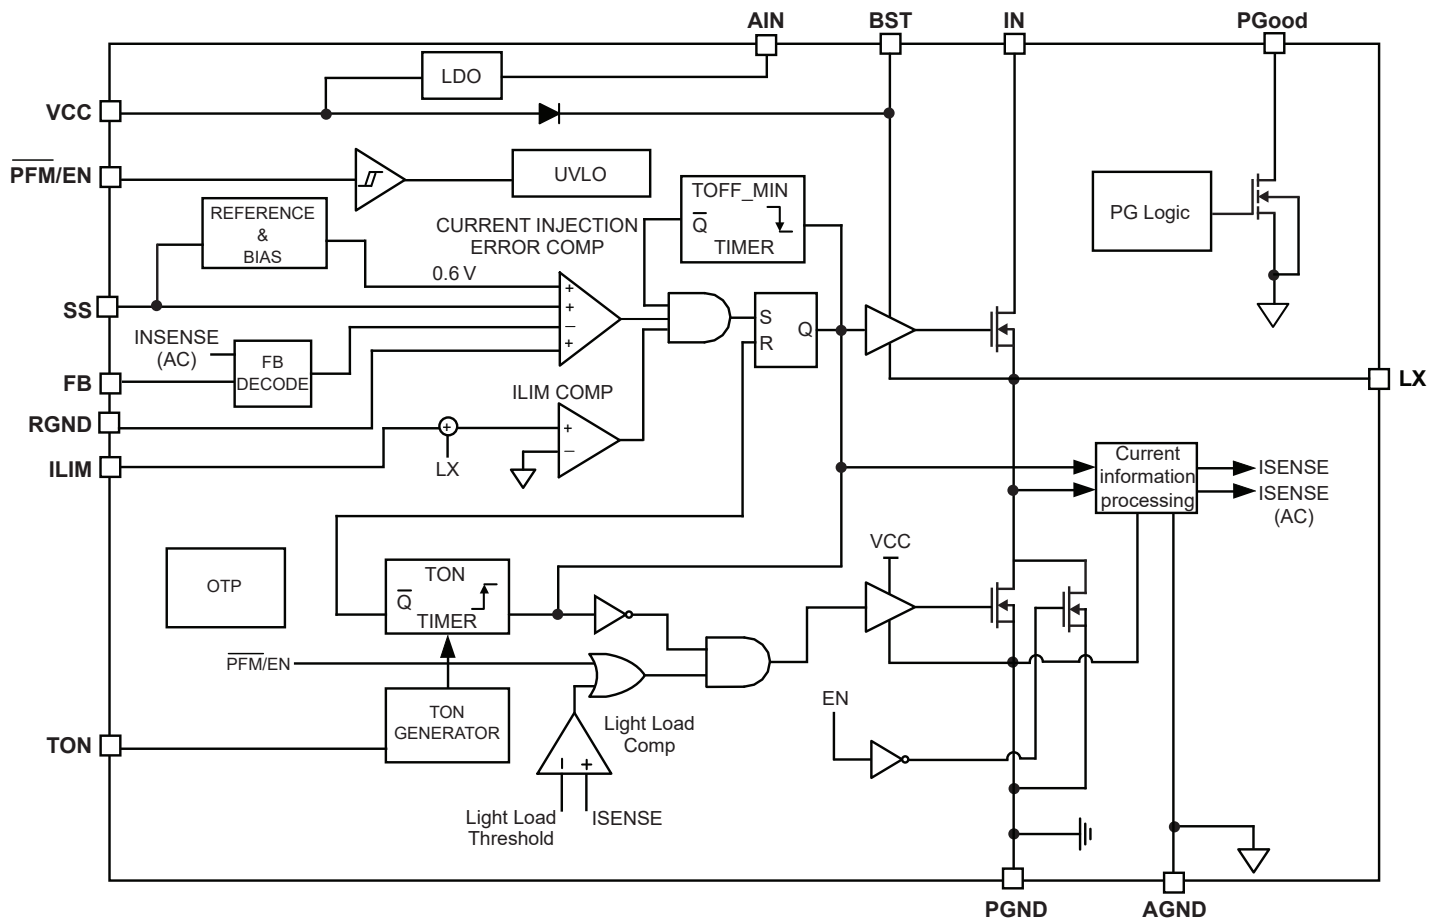 AIN
BST
IN
PGood
LDO
VCC
PFM/EN
UVLO
TOFF_MIN
Q
TIMER
PG Logic
REFERENCE
&
BIAS
CURRENT INJECTION
ERROR COMP
0.6 V
+
+
–
+
SS
S
R
Q
INSENSE
(AC)
FB
DECODE
FB
LX
ILIM COMP
RGND
+
+
–
ILIM
LX
Current
information
processing
ISENSE
ISENSE
(AC)
VCC
OTP
TON
Q
TIMER
PFM/EN
EN
TON
GENERATOR
Light Load
Comp
TON
–
+
Light Load
Threshold
ISENSE
PGND
AGND